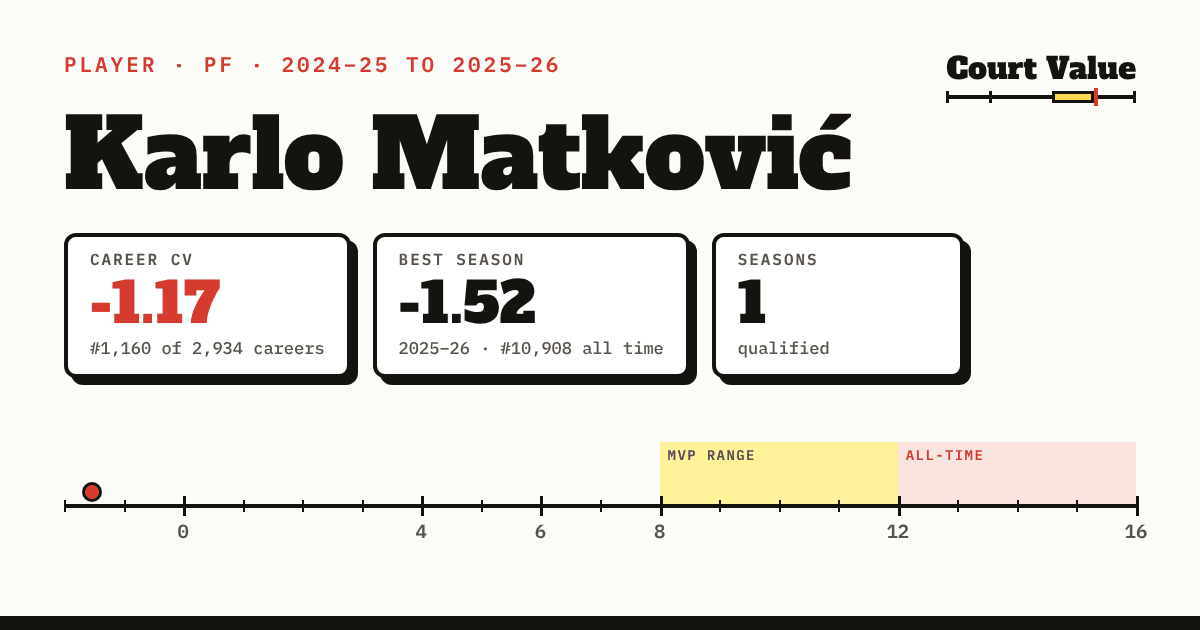 PLAYER · PF · 2024–25 TO 2025–26
Court Value
Karlo Matković
CAREER CV
-1.17
#1,160 of 2,934 careers
BEST SEASON
-1.52
2025–26 · #10,908 all time
SEASONS
1
qualified
MVP RANGE
ALL-TIME
0
4
6
8
12
16